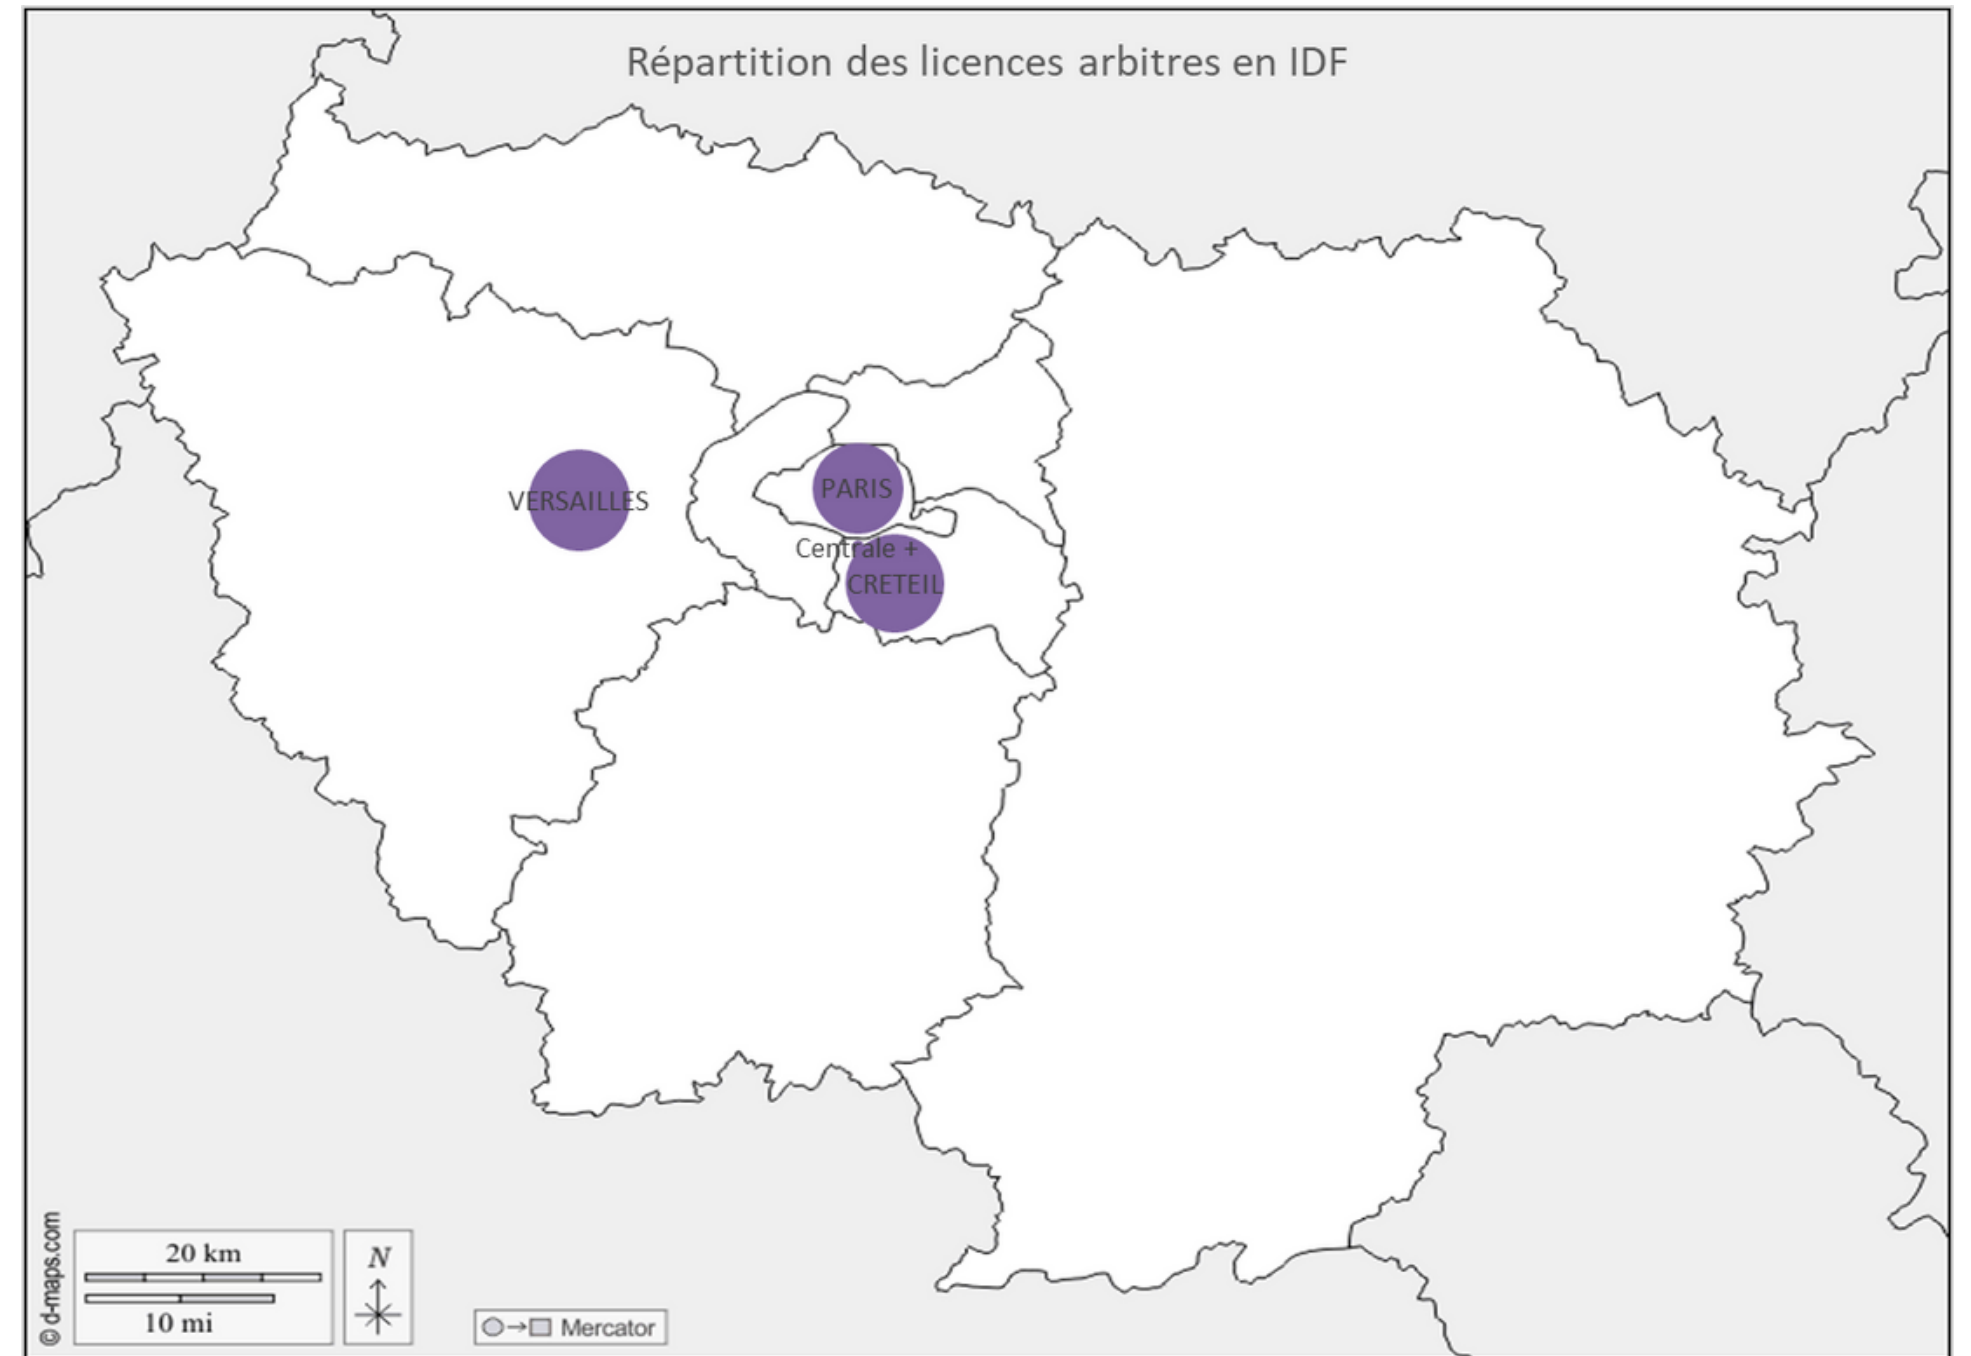 Répartition des licences arbitres en IDF
VERSAILLES
PARIS
Centrale +
CRETEIL
© d-maps.com
20 km
10 mi
N
Mercator